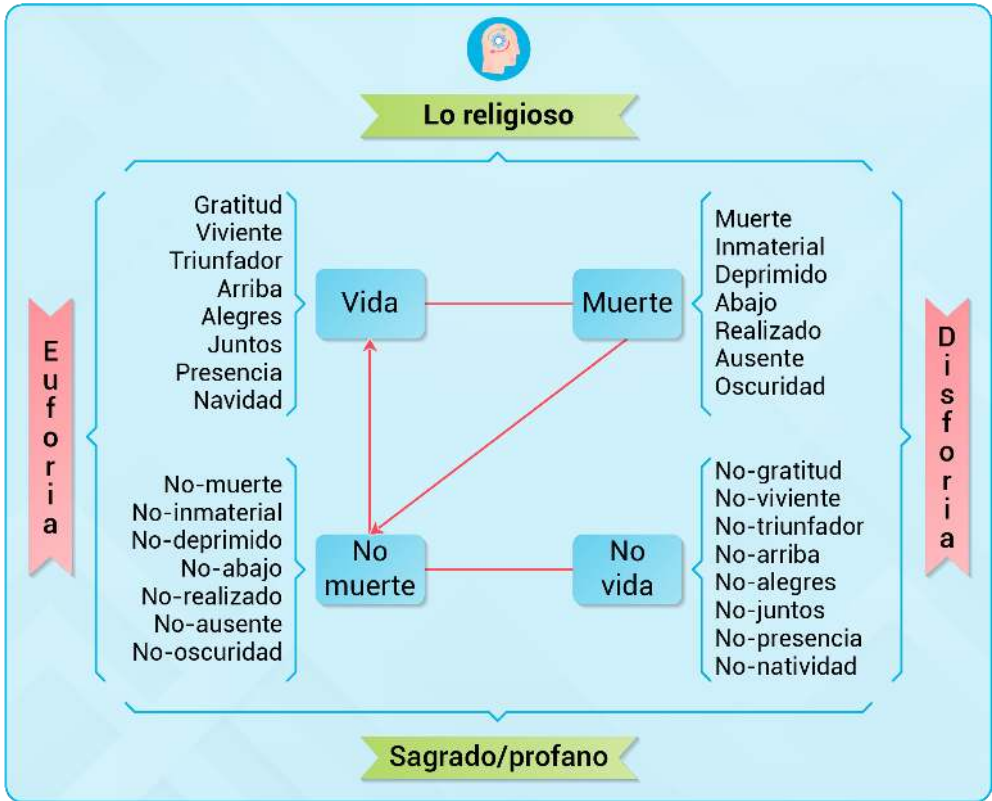 Lo religioso
Euforia
Gratitud
Viviente
Triunfador
Arriba
Alegres
Juntos
Presencia
Navidad
Vida
Muerte
Muerte
Inmaterial
Deprimido
Abajo
Realizado
Ausente
Oscuridad
Disforia
No-muerte
No-inmaterial
No-deprimido
No-abajo
No-realizado
No-ausente
No-oscuridad
No
muerte
No
vida
No-gratitud
No-viviente
No-triunfador
No-arriba
No-alegres
No-juntos
No-presencia
No-natividad
Sagrado/profano